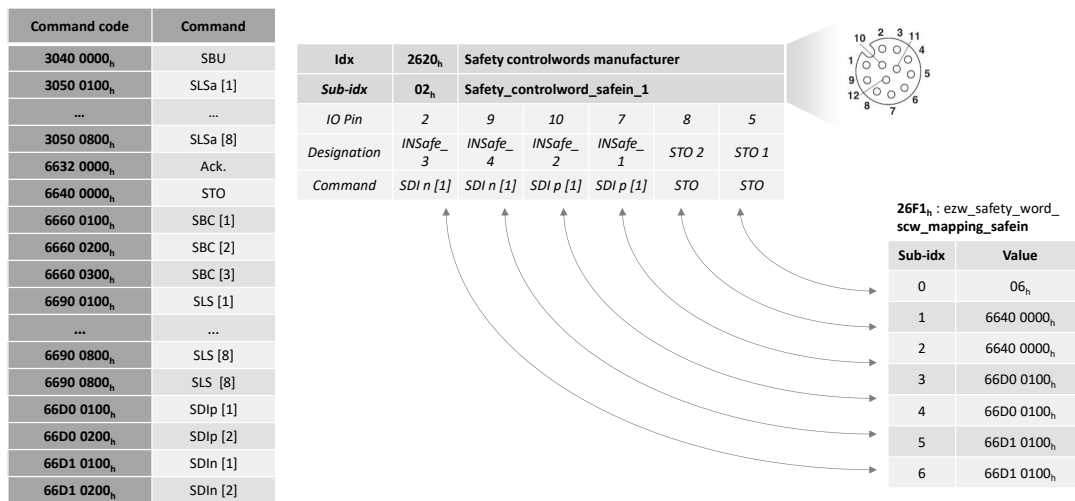 Command code Command
3040 0000h SBU
3050 0100h SLSa [1]
... ...
3050 0800h SLSa [8]
6632 0000h Ack.
6640 0000h STO
6660 0100h SBC [1]
6660 0200h SBC [2]
6660 0300h SBC [3]
6690 0100h SLS [1]
... ...
6690 0800h SLS [8]
6690 0800h SLS [8]
66D0 0100h SDIp [1]
66D0 0200h SDIp [2]
66D1 0100h SDIn [1]
66D1 0200h SDIn [2]
Idx 2620h Safety controlwords manufacturer
Sub-idx 02h Safety_controlword_safein_1
IO Pin 2 9 10 7 8 5
Designation INSafe_3 INSafe_4 INSafe_2 INSafe_1 STO 2 STO 1
Command SDI n [1] SDI n [1] SDI p [1] SDI p [1] STO STO
10 2 3 11
1 4
9 5
12 6
8 7
26F1h : ezw_safety_word_
scw_mapping_safein
Sub-idx Value
0 06h
1 6640 0000h
2 6640 0000h
3 66D0 0100h
4 66D0 0100h
5 66D1 0100h
6 66D1 0100h